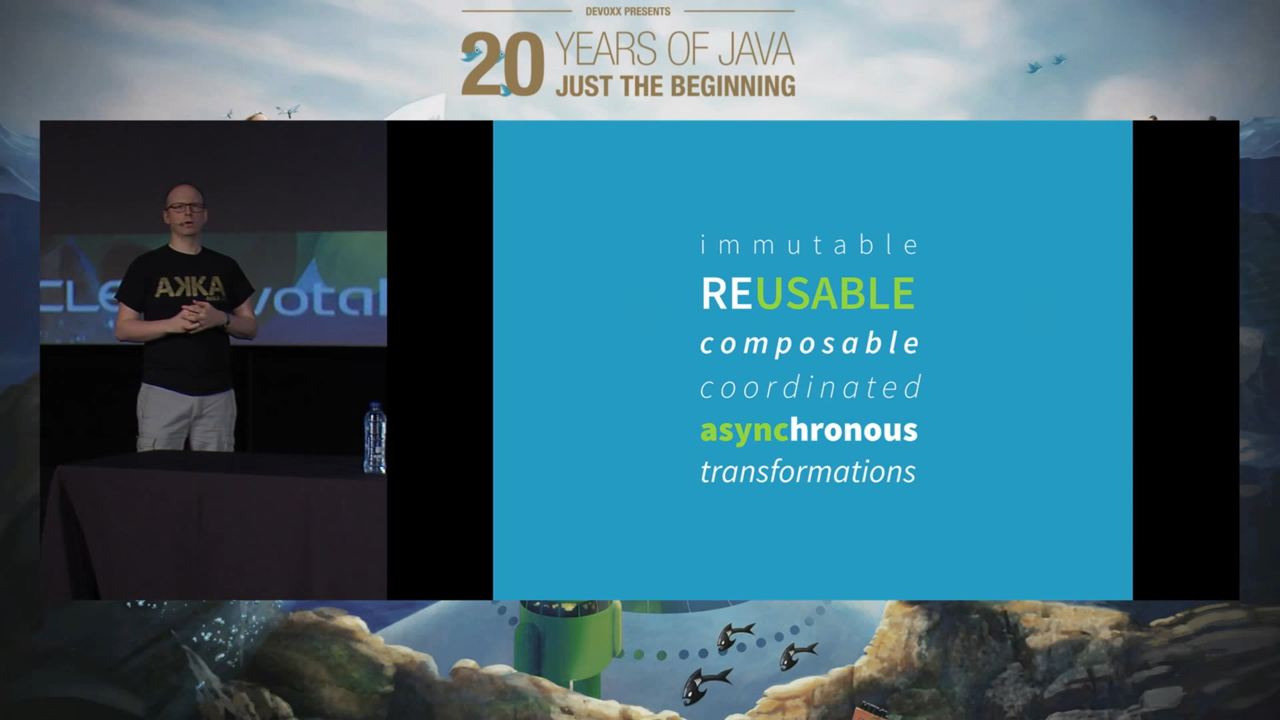 DEVOXX PRESENTS
20 YEARS OF JAVA
JUST THE BEGINNING
AKKA
immutable
REUSABLE
composable
coordinated
asynchronous
transformations